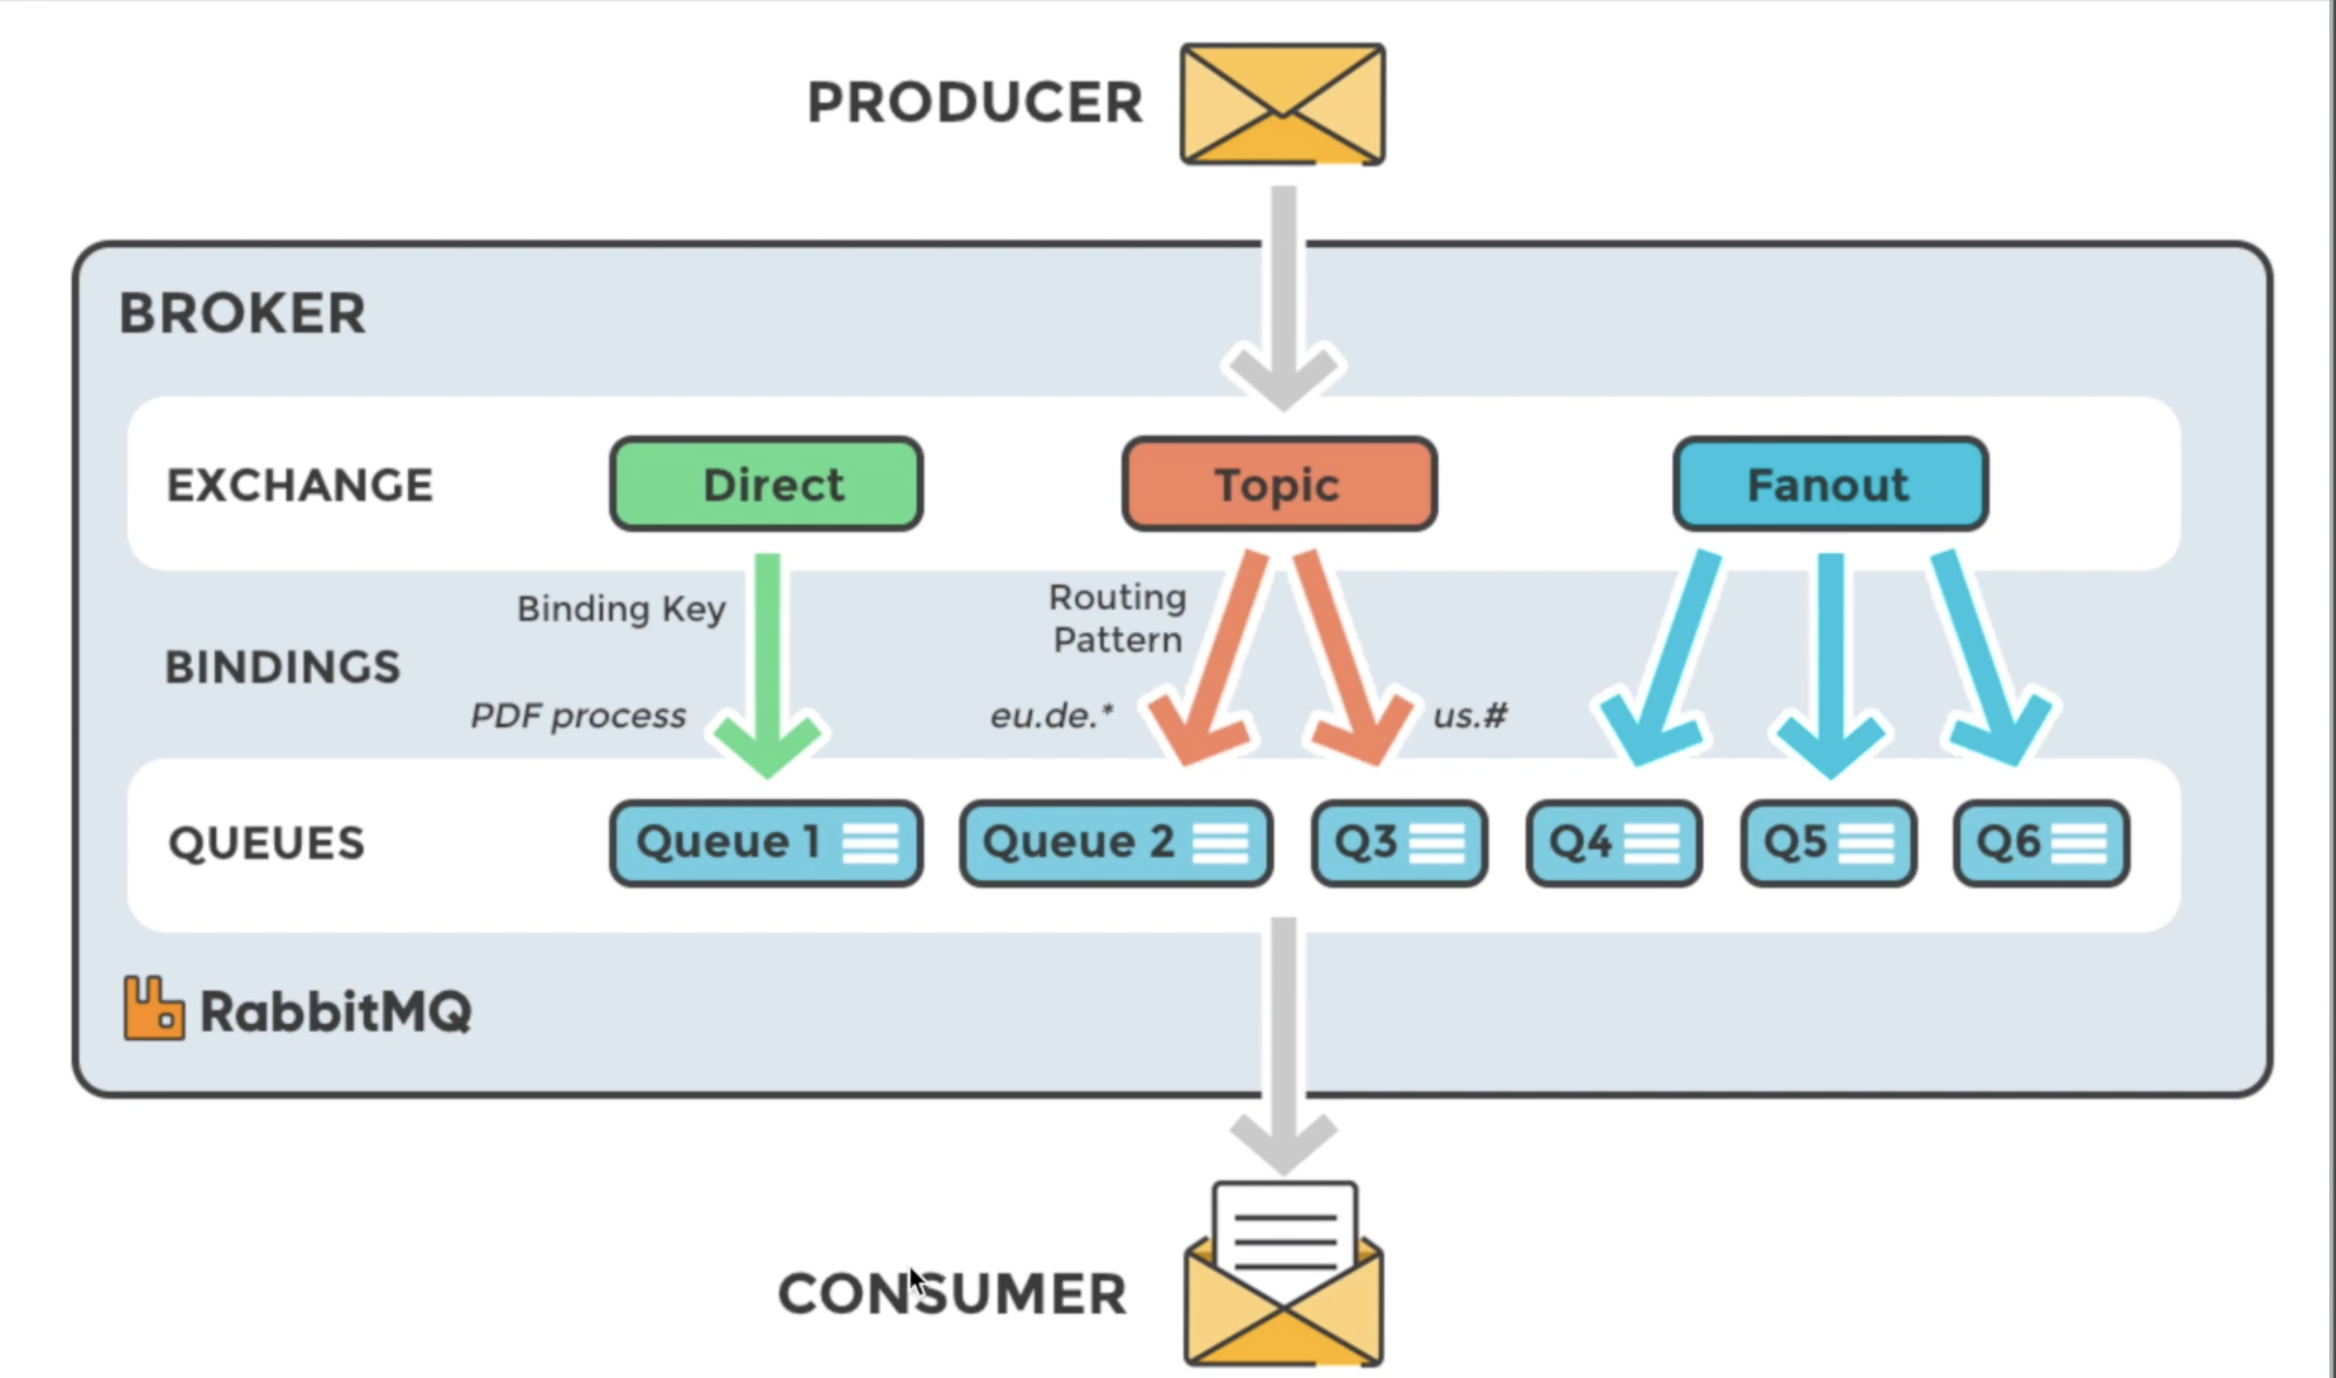 PRODUCER
BROKER
EXCHANGE
Direct
Topic
Fanout
BINDINGS
Binding Key
PDF process
Routing
Pattern
eu.de.*
us.#
QUEUES
Queue 1
Queue 2
Q3
Q4
Q5
Q6
RabbitMQ
CONSUMER